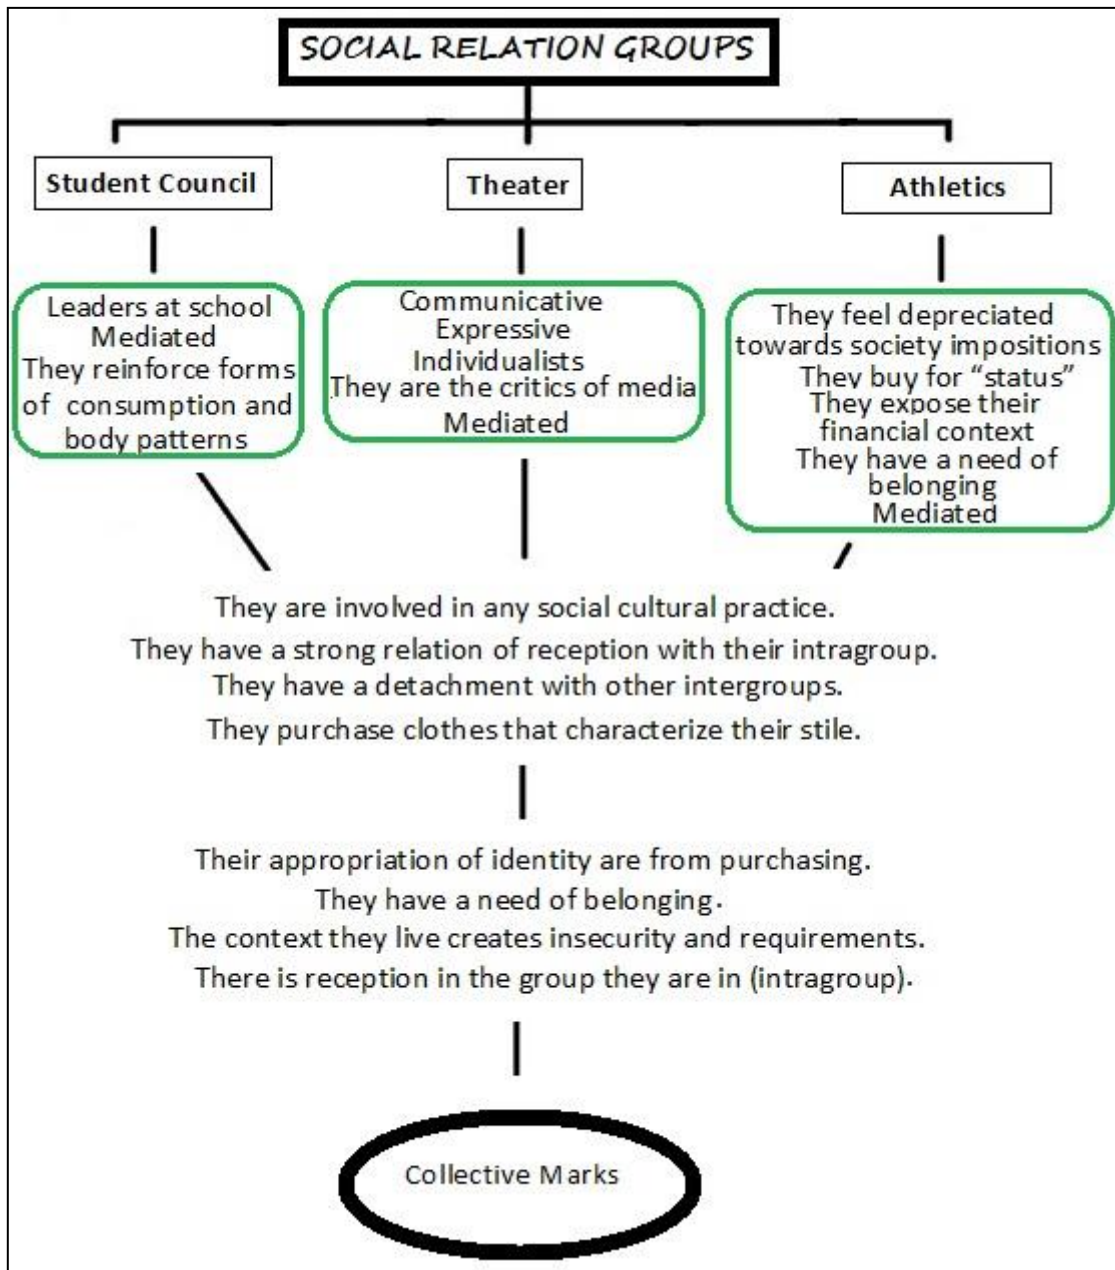 SOCIAL RELATION GROUPS
Student Council
Theater
Athletics
Leaders at school
Mediated
They reinforce forms
of consumption and
body patterns
Communicative
Expressive
Individualists
They are the critics of media
Mediated
They feel depreciated
towards society impositions
They buy for “status”
They expose their
financial context
They have a need of
belonging
Mediated
They are involved in any social cultural practice.
They have a strong relation of reception with their intragroup.
They have a detachment with other intergroups.
They purchase clothes that characterize their stile.
Their appropriation of identity are from purchasing.
They have a need of belonging.
The context they live creates insecurity and requirements.
There is reception in the group they are in (intragroup).
Collective Marks